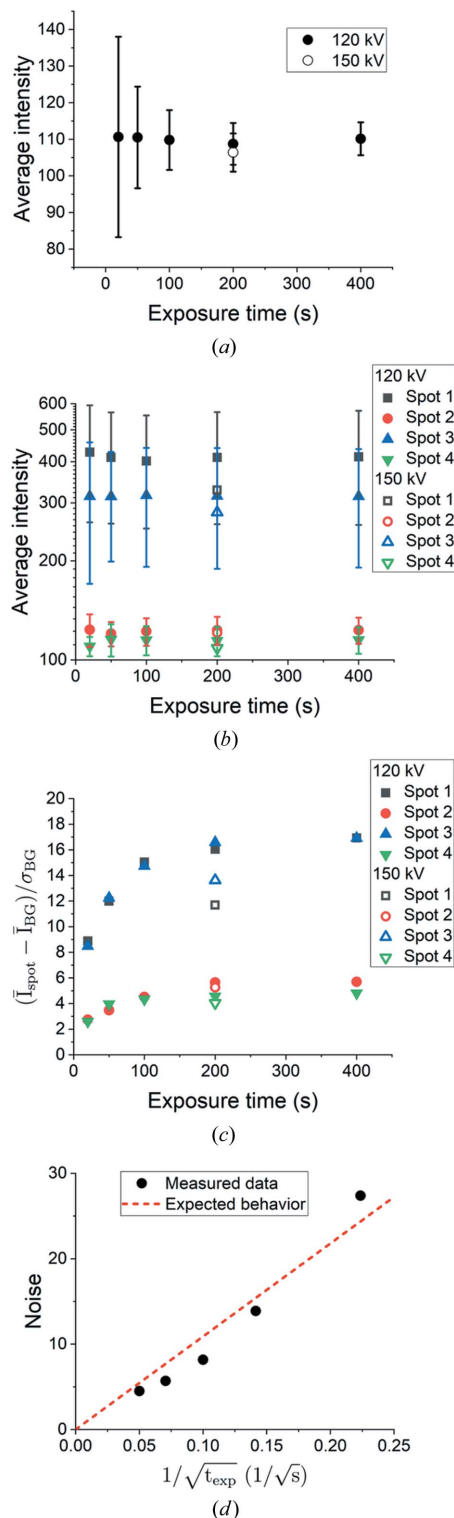 120 kV
150 kV
Average intensity
140
130
120
110
100
90
80
0 100 200 300 400
Exposure time (s)
(a)
120 kV
Spot 1
Spot 2
Spot 3
Spot 4
150 kV
Spot 1
Spot 2
Spot 3
Spot 4
Average intensity
600
500
400
300
200
100
0 100 200 300 400
Exposure time (s)
(b)
120 kV
Spot 1
Spot 2
Spot 3
Spot 4
150 kV
Spot 1
Spot 2
Spot 3
Spot 4
(Ī_spot − Ī_BG)/σ_BG
20
18
16
14
12
10
8
6
4
2
0
0 100 200 300 400
Exposure time (s)
(c)
Measured data
Expected behavior
Noise
30
20
10
0
0.00 0.05 0.10 0.15 0.20 0.25
1/√t_exp (1/√s)
(d)